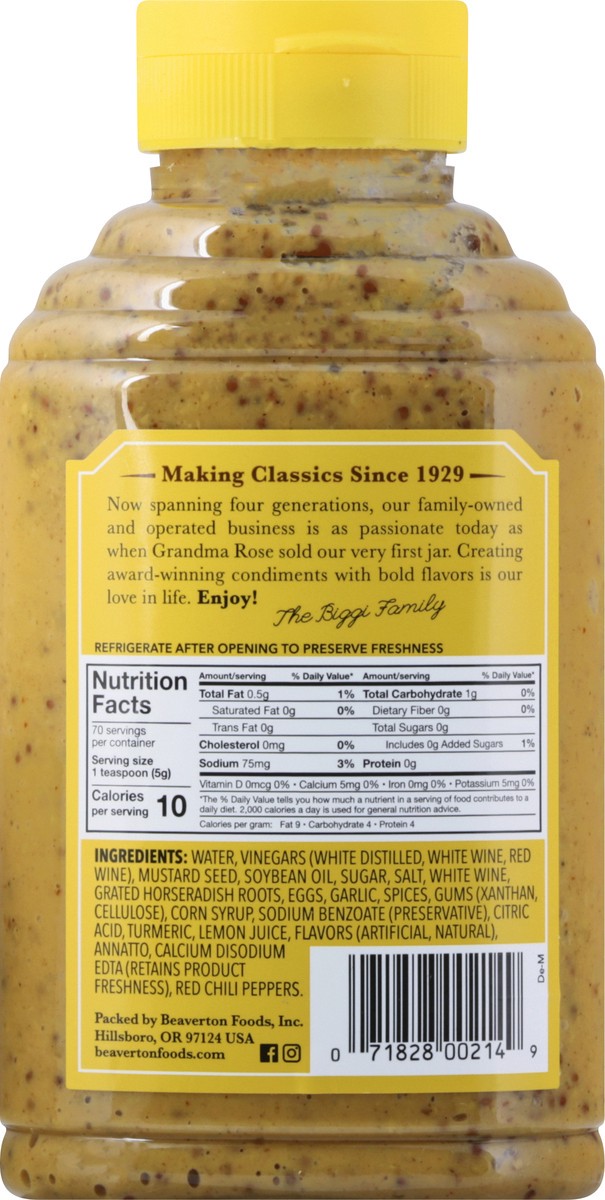 Making Classics Since 1929
Now spanning four generations, our family-owned
and operated business is as passionate today as
when Grandma Rose sold our very first jar. Creating
award-winning condiments with bold flavors is our
love in life. Enjoy!
The Biggi Family
REFRIGERATE AFTER OPENING TO PRESERVE FRESHNESS
Nutrition
Facts
70 servings
per container
Serving size
1 teaspoon (5g)
Calories
per serving 10
Amount/serving % Daily Value* Amount/serving % Daily Value*
Total Fat 0.5g 1% Total Carbohydrate 1g 0%
Saturated Fat 0g 0% Dietary Fiber 0g 0%
Trans Fat 0g Total Sugars 0g
Cholesterol 0mg 0% Includes 0g Added Sugars 1%
Sodium 75mg 3% Protein 0g
Vitamin D 0mcg 0% • Calcium 5mg 0% • Iron 0mg 0% • Potassium 5mg 0%
*The % Daily Value tells you how much a nutrient in a serving of food contributes to a
daily diet. 2,000 calories a day is used for general nutrition advice.
Calories per gram: Fat 9 • Carbohydrate 4 • Protein 4
INGREDIENTS: WATER, VINEGARS (WHITE DISTILLED, WHITE WINE, RED
WINE), MUSTARD SEED, SOYBEAN OIL, SUGAR, SALT, WHITE WINE,
GRATED HORSERADISH ROOTS, EGGS, GARLIC, SPICES, GUMS (XANTHAN,
CELLULOSE), CORN SYRUP, SODIUM BENZOATE (PRESERVATIVE), CITRIC
ACID, TURMERIC, LEMON JUICE, FLAVORS (ARTIFICIAL, NATURAL),
ANNATTO, CALCIUM DISODIUM
EDTA (RETAINS PRODUCT
FRESHNESS), RED CHILI PEPPERS.
Packed by Beaverton Foods, Inc.
Hillsboro, OR 97124 USA
beavertonfoods.com
De-M
0 71828 00214 9